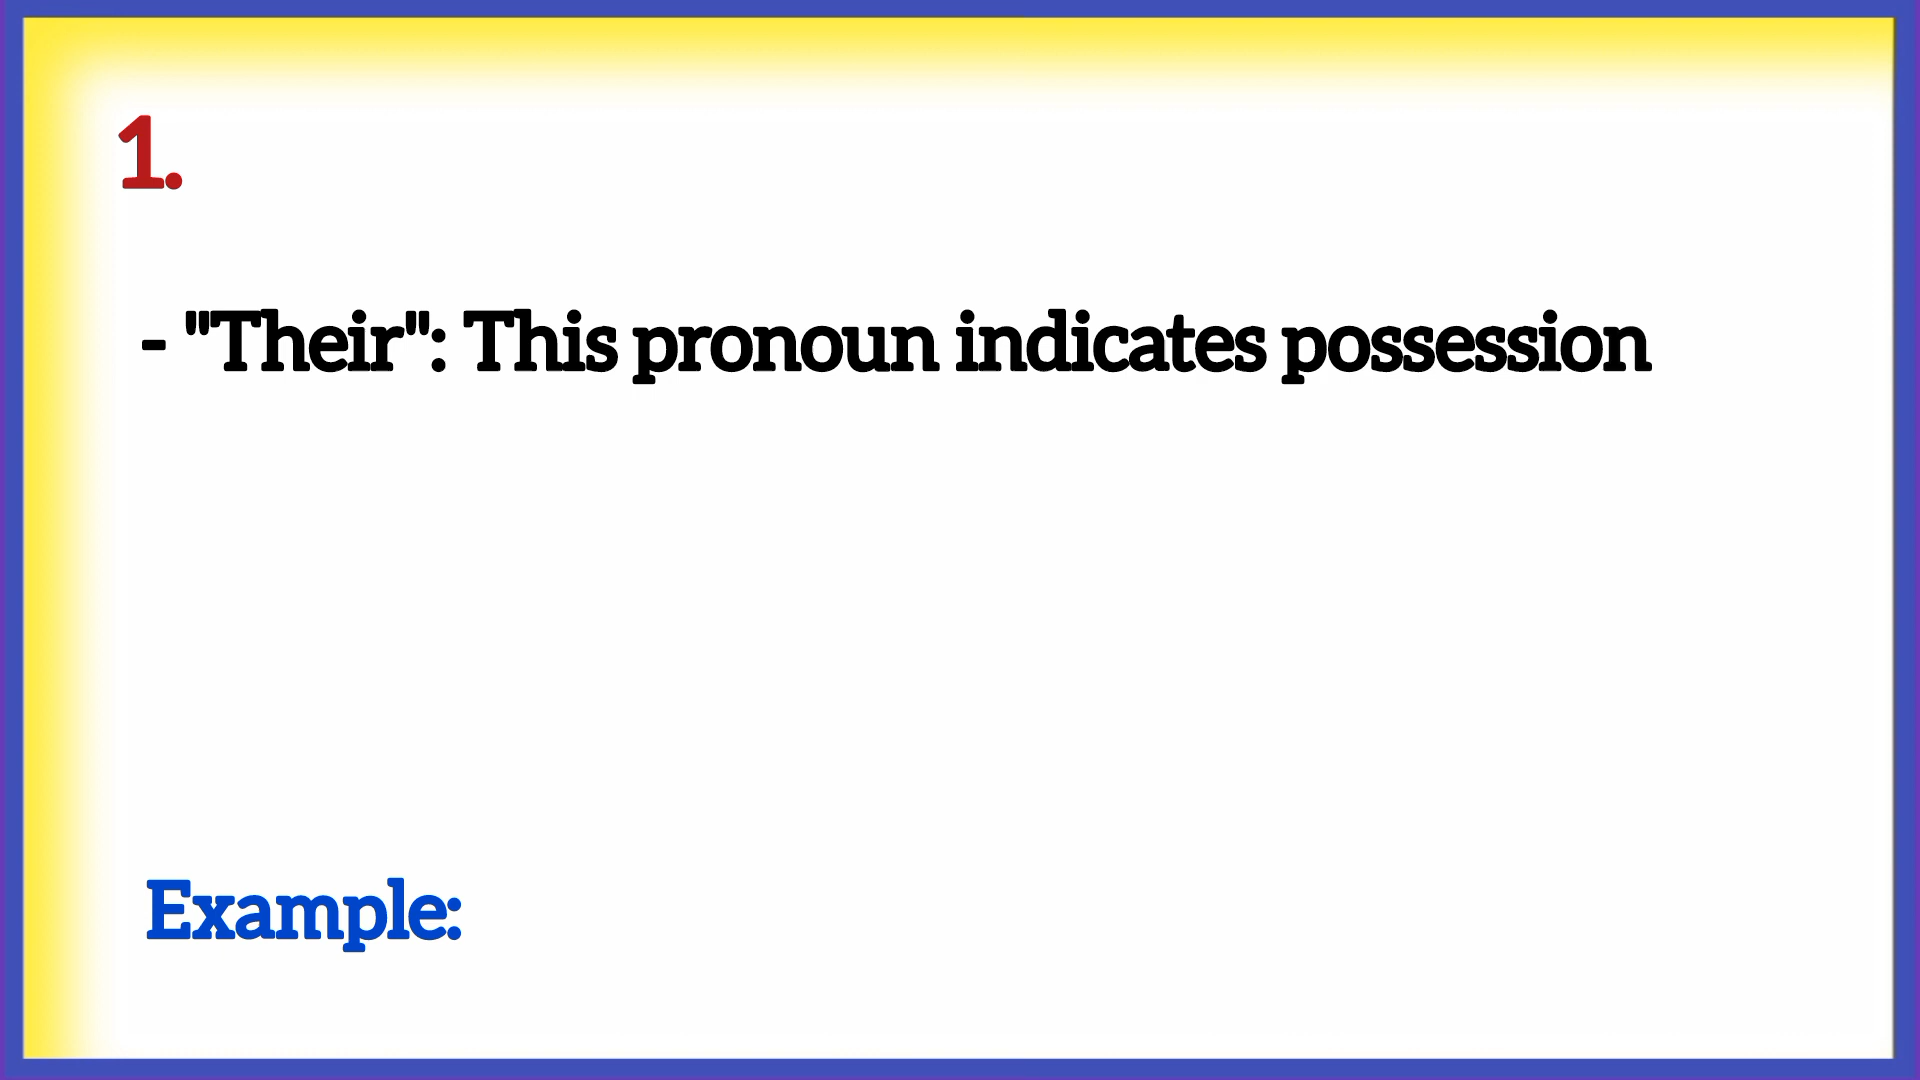 1.
- "Their": This pronoun indicates possession
Example: